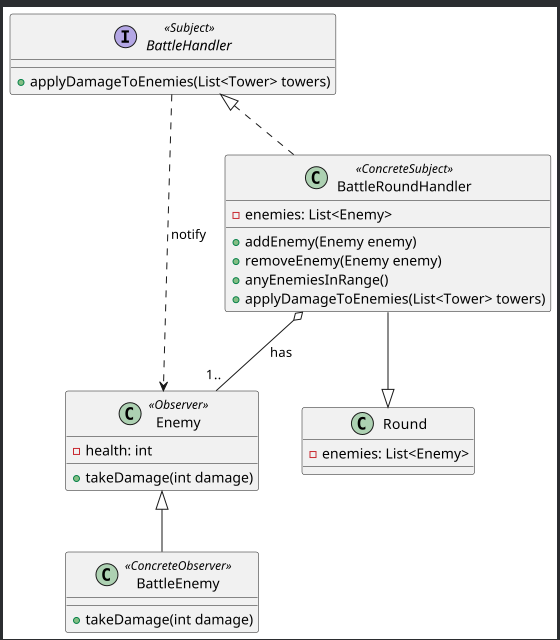 «Subject»
I
BattleHandler
applyDamageToEnemies(List<Tower> towers)
«ConcreteSubject»
C
BattleRoundHandler
enemies: List<Enemy>
addEnemy(Enemy enemy)
removeEnemy(Enemy enemy)
anyEnemiesInRange()
applyDamageToEnemies(List<Tower> towers)
notify
has
1..
«Observer»
C
Enemy
health: int
takeDamage(int damage)
C Round
enemies: List<Enemy>
«ConcreteObserver»
C
BattleEnemy
takeDamage(int damage)